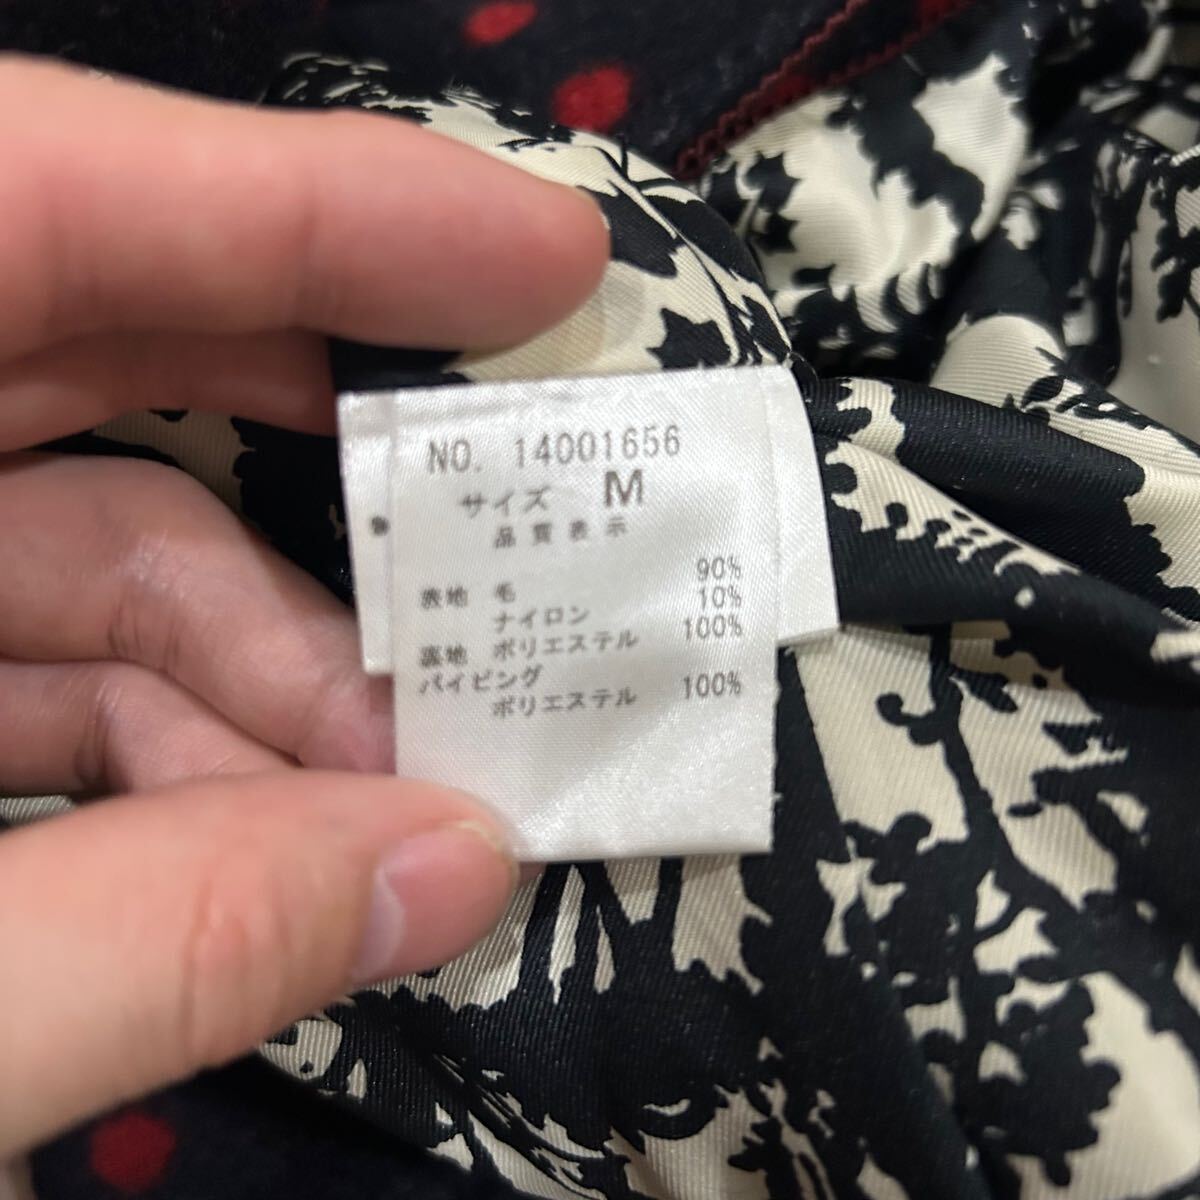 NO. 14001656
サイズ M
品質表示
90%
表地 毛 10%
ナイロン 100%
裏地 ポリエステル
パイピング 100%
ポリエステル